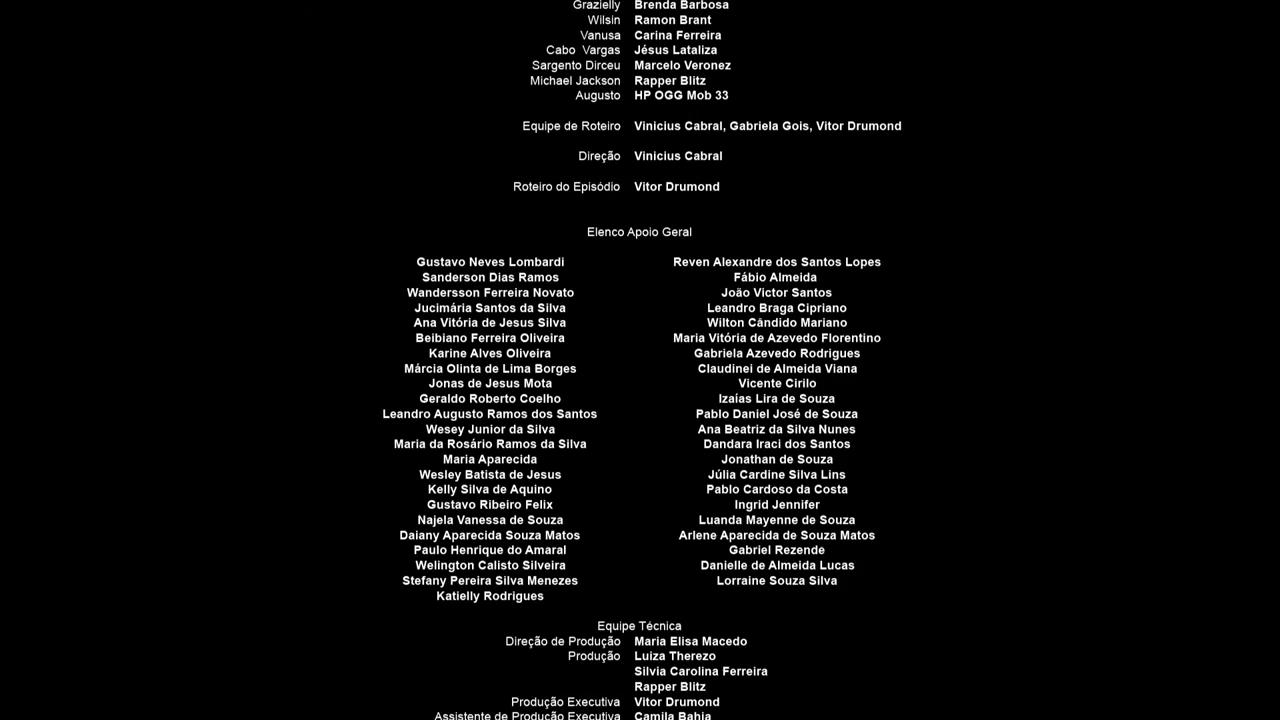 Grazielly Brenda Barbosa
Wilsin Ramon Brant
Vanusa Carina Ferreira
Cabo Vargas Jésus Lataliza
Sargento Dirceu Marcelo Veronez
Michael Jackson Rapper Blitz
Augusto HP OGG Mob 33
Equipe de Roteiro Vinicius Cabral, Gabriela Gois, Vitor Drumond
Direção Vinicius Cabral
Roteiro do Episódio Vitor Drumond
Elenco Apoio Geral
Gustavo Neves Lombardi Reven Alexandre dos Santos Lopes
Sanderson Dias Ramos Fábio Almeida
Wandersson Ferreira Novato João Victor Santos
Jucimária Santos da Silva Leandro Braga Cipriano
Ana Vitória de Jesus Silva Wilton Cândido Mariano
Beibiano Ferreira Oliveira Maria Vitória de Azevedo Florentino
Karine Alves Oliveira Gabriela Azevedo Rodrigues
Márcia Olinta de Lima Borges Claudinei de Almeida Viana
Jonas de Jesus Mota Vicente Cirilo
Geraldo Roberto Coelho Izaías Lira de Souza
Leandro Augusto Ramos dos Santos Pablo Daniel José de Souza
Wesey Junior da Silva Ana Beatriz da Silva Nunes
Maria da Rosário Ramos da Silva Dandara Iraci dos Santos
Maria Aparecida Jonathan de Souza
Wesley Batista de Jesus Júlia Cardine Silva Lins
Kelly Silva de Aquino Pablo Cardoso da Costa
Gustavo Ribeiro Felix Ingrid Jennifer
Najela Vanessa de Souza Luanda Mayenne de Souza
Daiany Aparecida Souza Matos Arlene Aparecida de Souza Matos
Paulo Henrique do Amaral Gabriel Rezende
Welington Calisto Silveira Danielle de Almeida Lucas
Stefany Pereira Silva Menezes Lorraine Souza Silva
Katielly Rodrigues
Equipe Técnica
Direção de Produção Maria Elisa Macedo
Produção Luiza Therezo
Silvia Carolina Ferreira
Rapper Blitz
Produção Executiva Vitor Drumond
Assistente de Produção Executiva Camila Bahia